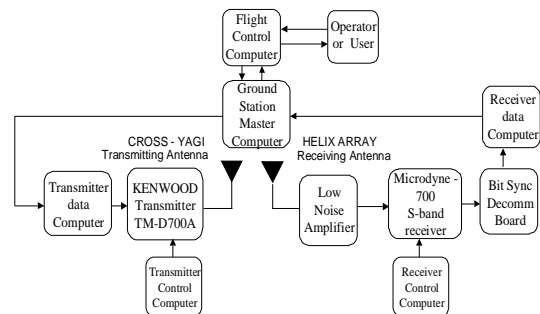 Flight
Control
Computer
Operator
or User
Ground
Station
Master
Computer
Receiver
data
Computer
CROSS - YAGI
Transmitting Antenna
HELIX ARRAY
Receiving Antenna
Transmitter
data
Computer
KENWOOD
Transmitter
TM-D700A
Low
Noise
Amplifier
Microdyne -
700
S-band
receiver
Bit Sync
Decomm
Board
Transmitter
Control
Computer
Receiver
Control
Computer